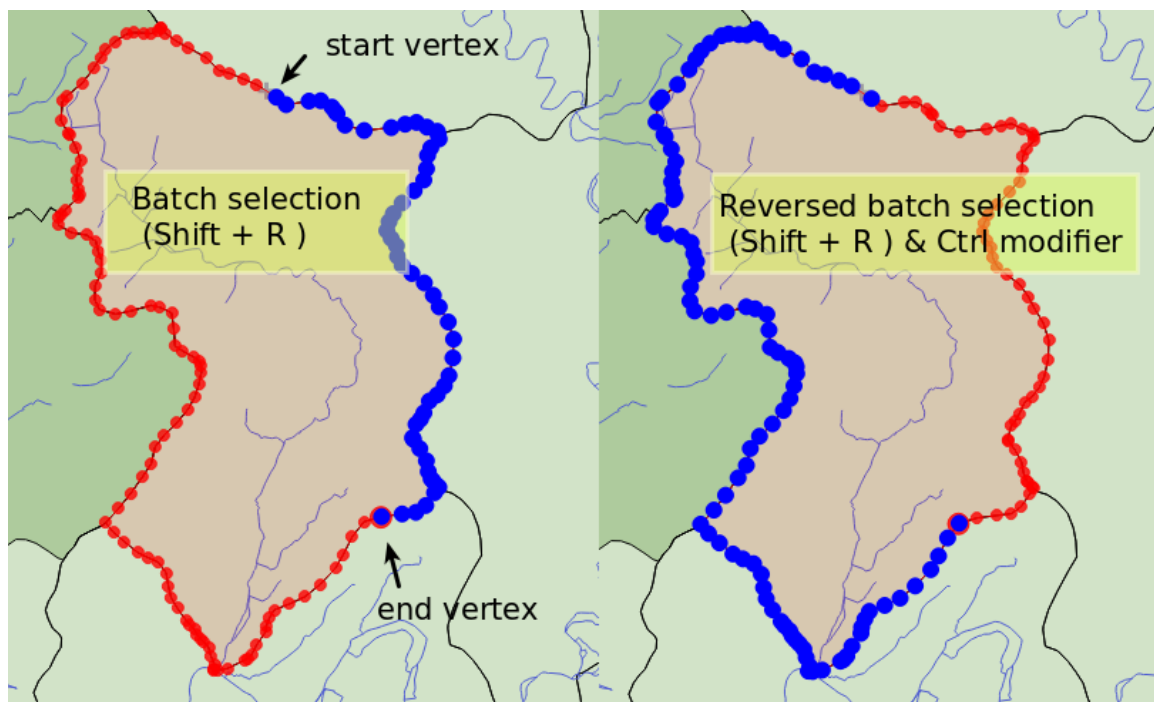 start vertex
Batch selection
(Shift + R )
end vertex
Reversed batch selection
(Shift + R ) & Ctrl modifier